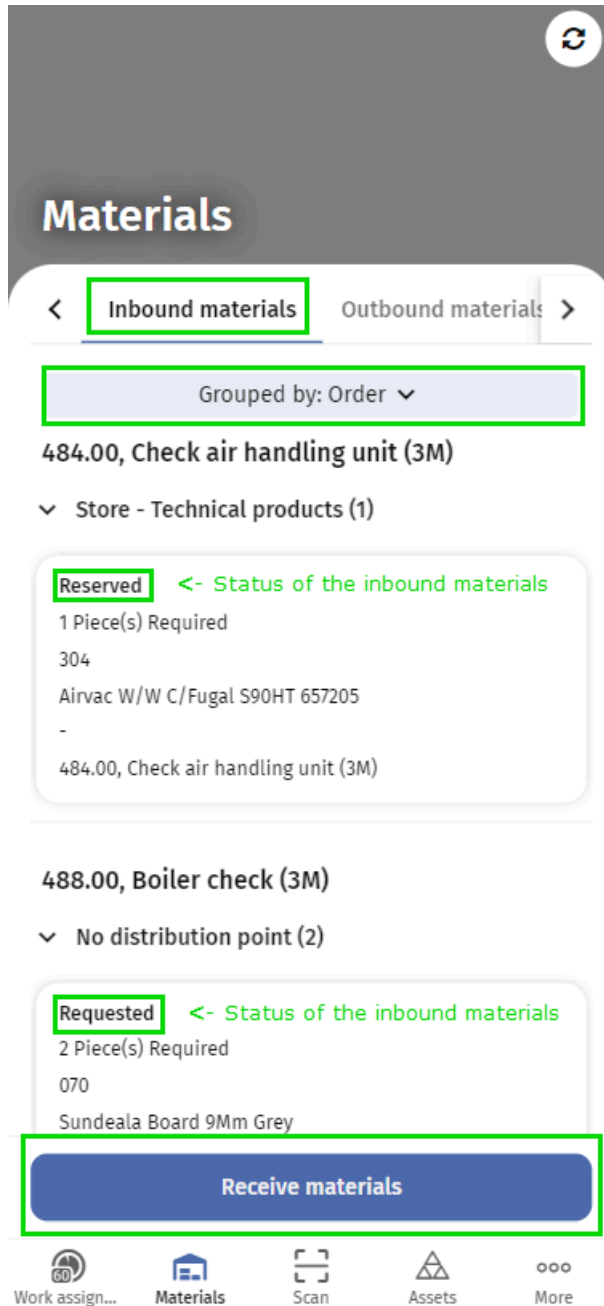 Materials
Inbound materials
Outbound materials
Grouped by: Order
484.00, Check air handling unit (3M)
Store - Technical products (1)
Reserved <- Status of the inbound materials
1 Piece(s) Required
304
Airvac W/W C/Fugal S90HT 657205
-
484.00, Check air handling unit (3M)
488.00, Boiler check (3M)
No distribution point (2)
Requested <- Status of the inbound materials
2 Piece(s) Required
070
Sundeala Board 9Mm Grey
Receive materials
60
Work assign... Materials Scan Assets More